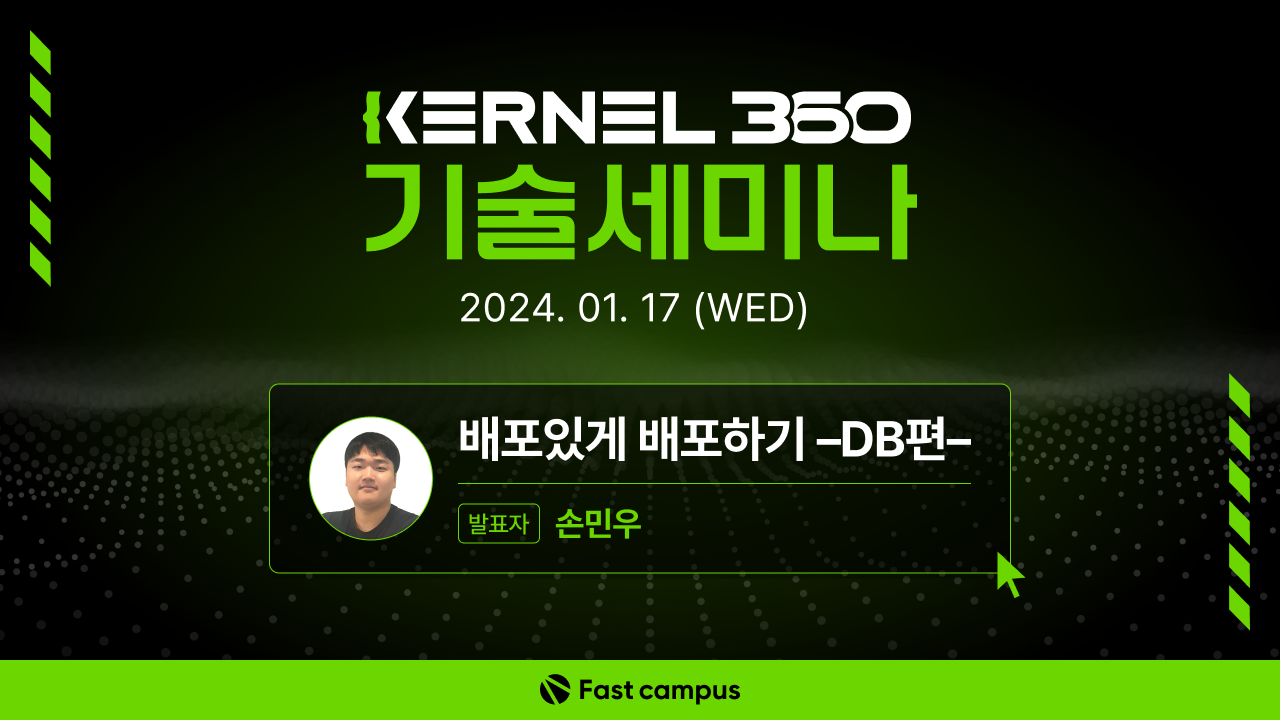 KERNEL 360
기술세미나
2024. 01. 17 (WED)
배포있게 배포하기 –DB편–
발표자 손민우
Fast campus